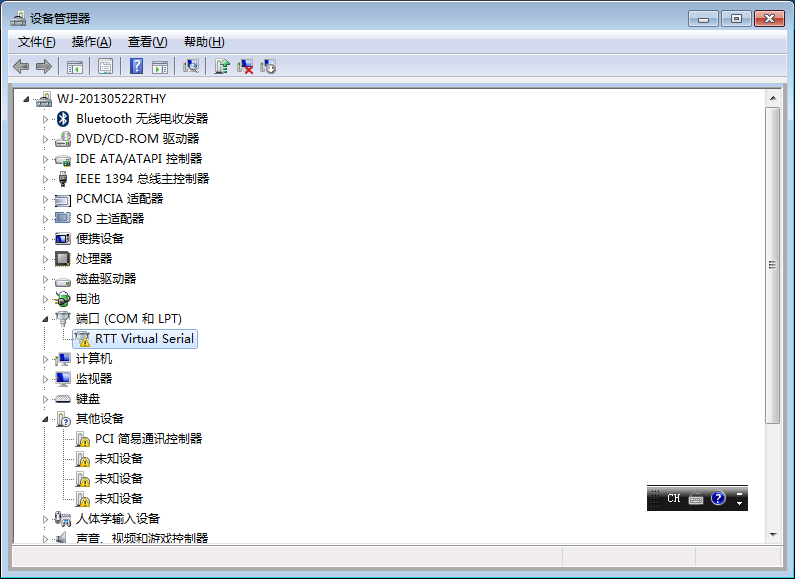 设备管理器
文件(F) 操作(A) 查看(V) 帮助(H)
WJ-20130522RTHY
Bluetooth 无线电收发器
DVD/CD-ROM 驱动器
IDE ATA/ATAPI 控制器
IEEE 1394 总线主控制器
PCMCIA 适配器
SD 主适配器
便携设备
处理器
磁盘驱动器
电池
端口 (COM 和 LPT)
RTT Virtual Serial
计算机
监视器
键盘
其他设备
PCI 简易通讯控制器
未知设备
未知设备
未知设备
CH
人体学输入设备
声音、视频和游戏控制器